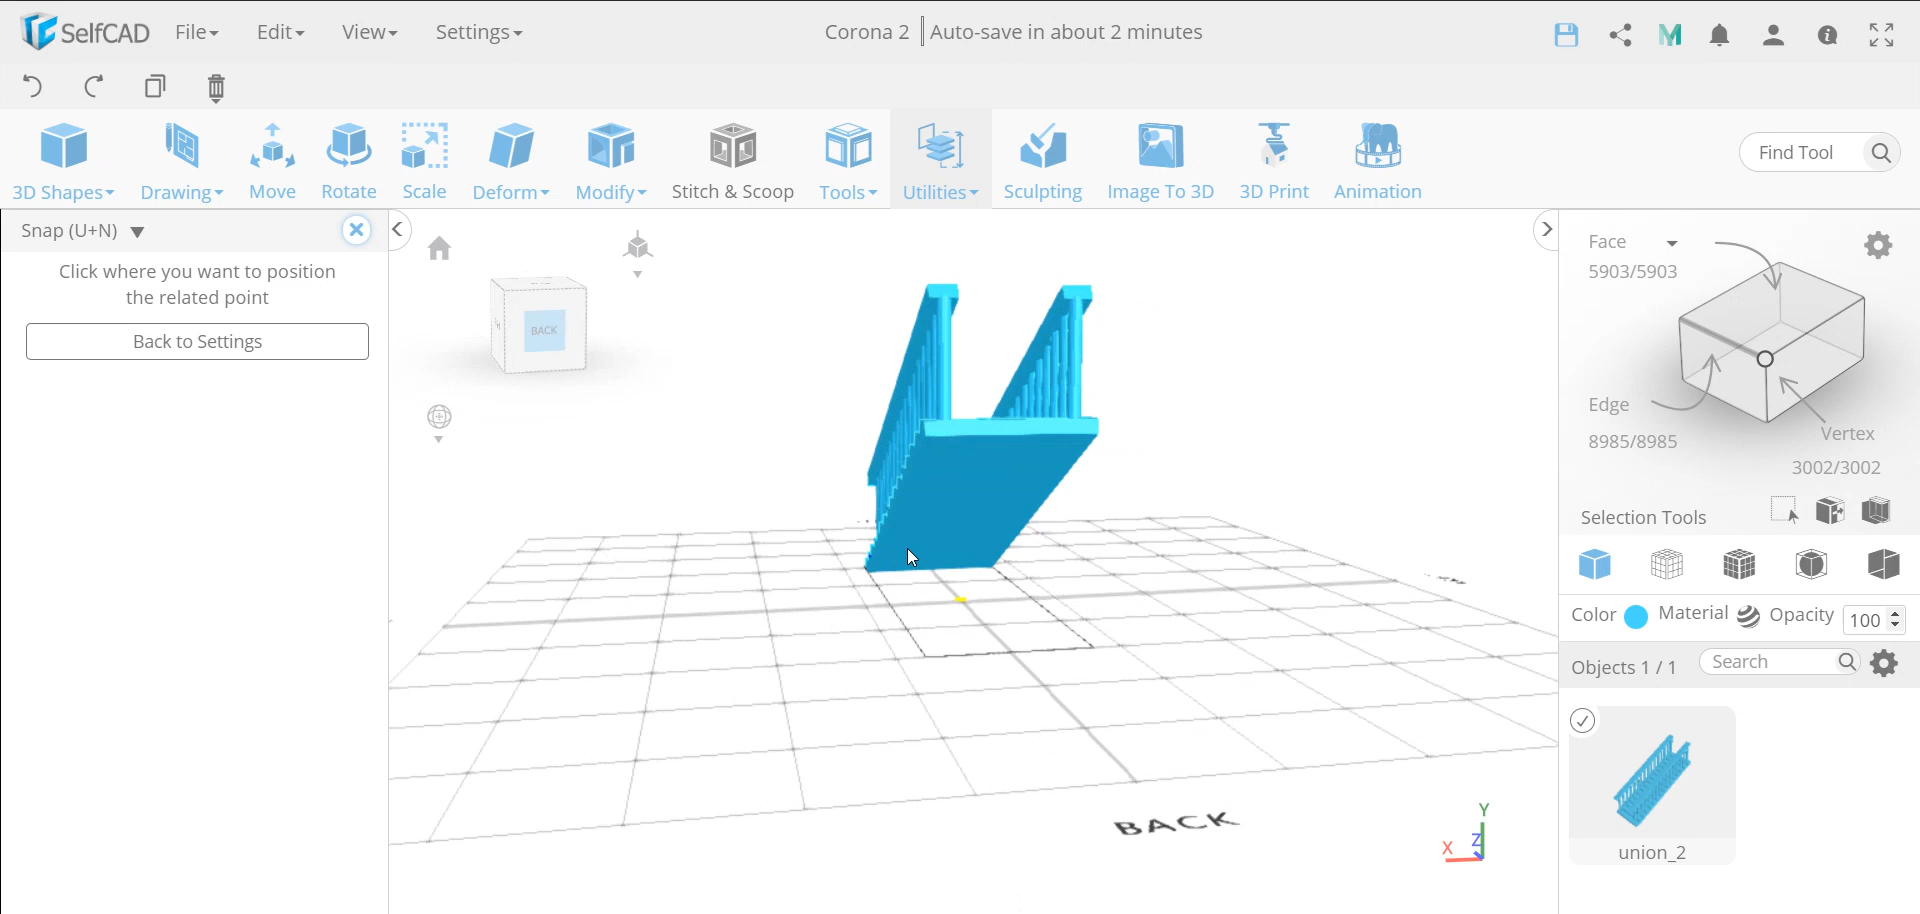 SelfCAD File Edit View Settings Corona 2 Auto-save in about 2 minutes
3D Shapes Drawing Move Rotate Scale Deform Modify Stitch & Scoop Tools Utilities Sculpting Image To 3D 3D Print Animation Find Tool
Snap (U+N)
Click where you want to position
the related point
Back to Settings
BACK
BACK
X Y Z
Face
5903/5903
Edge
8985/8985
Vertex
3002/3002
Selection Tools
Color Material Opacity 100
Objects 1 / 1 Search
union_2